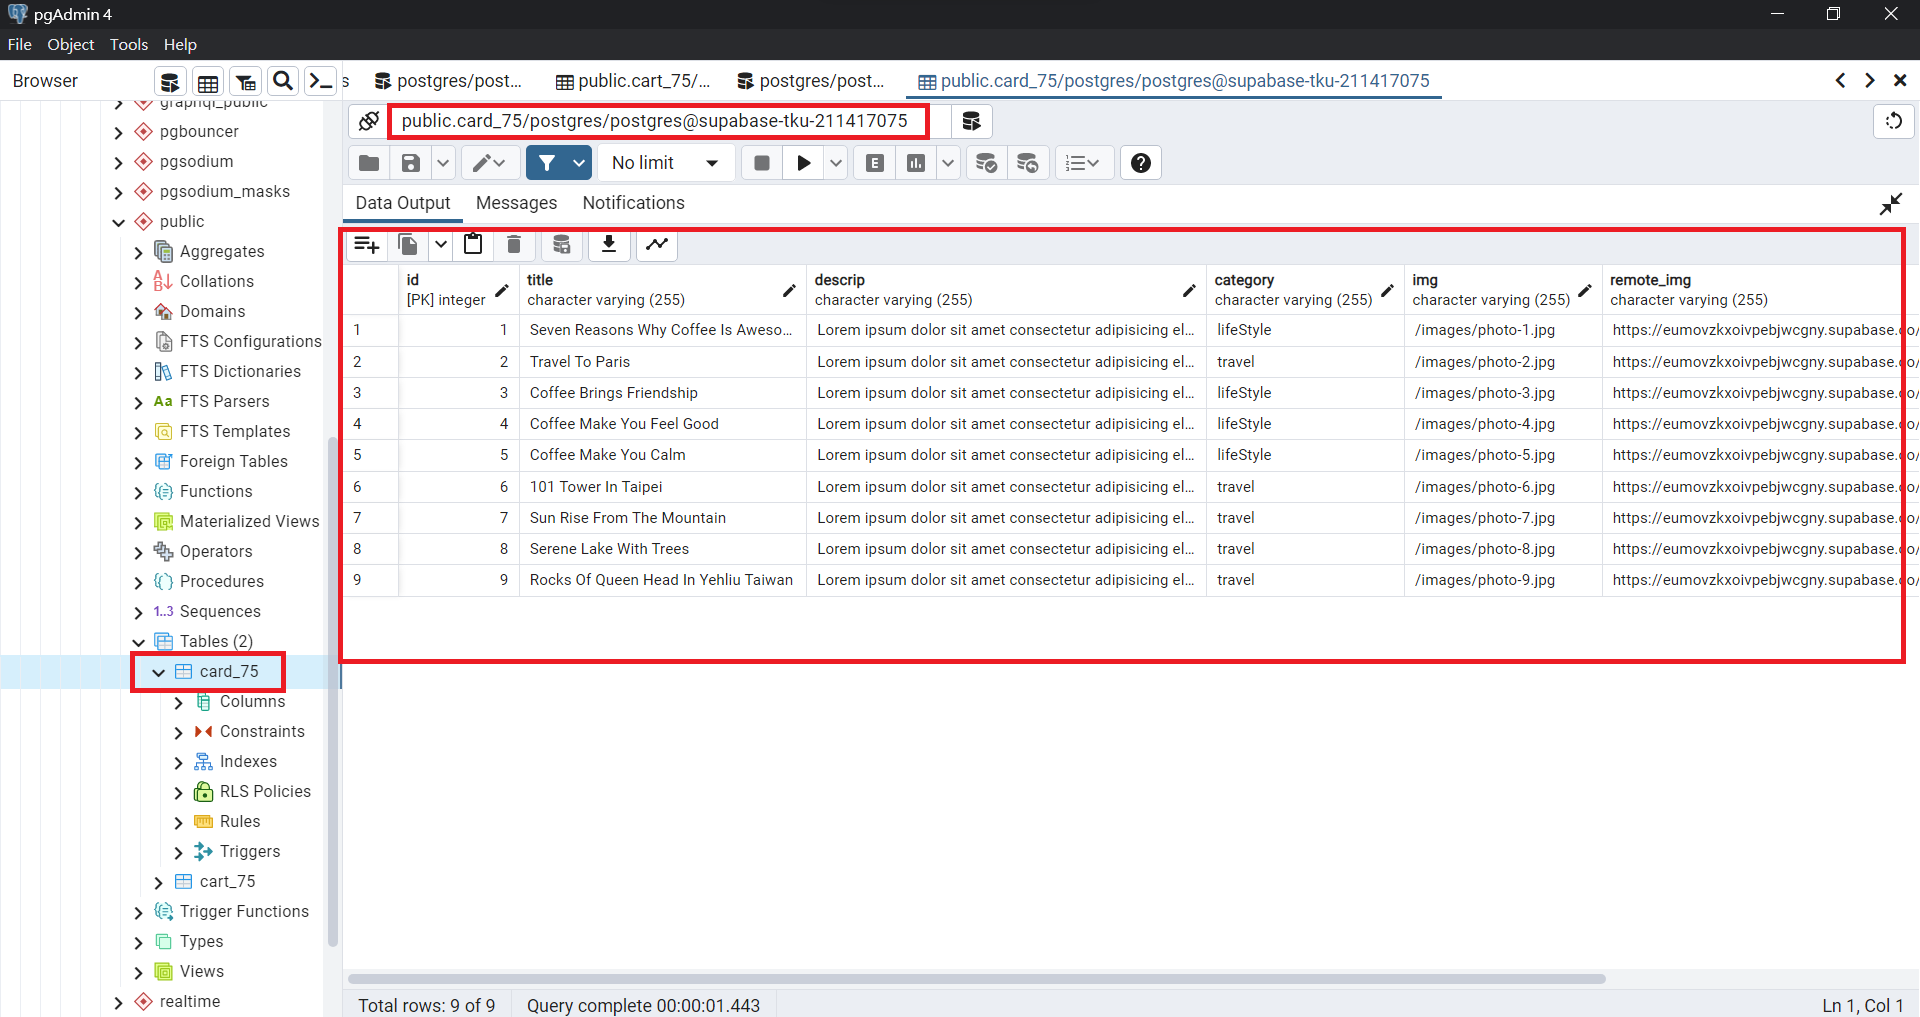 pgAdmin 4
File Object Tools Help
Browser
s postgres/post... public.cart_75/... postgres/post... public.card_75/postgres/postgres@supabase-tku-211417075
public.card_75/postgres/postgres@supabase-tku-211417075
No limit
E
Data Output Messages Notifications
graphql_public
pgbouncer
pgsodium
pgsodium_masks
public
Aggregates
Collations
Domains
FTS Configurations
FTS Dictionaries
Aa FTS Parsers
FTS Templates
Foreign Tables
Functions
Materialized Views
Operators
Procedures
1..3 Sequences
Tables (2)
card_75
Columns
Constraints
Indexes
RLS Policies
Rules
Triggers
cart_75
Trigger Functions
Types
Views
realtime
id title descrip category img remote_img
[PK] integer character varying (255) character varying (255) character varying (255) character varying (255) character varying (255)
1 1 Seven Reasons Why Coffee Is Aweso... Lorem ipsum dolor sit amet consectetur adipisicing el... lifeStyle /images/photo-1.jpg https://eumovzkxoivpebjwcgny.supabase.co/
2 2 Travel To Paris Lorem ipsum dolor sit amet consectetur adipisicing el... travel /images/photo-2.jpg https://eumovzkxoivpebjwcgny.supabase.co/
3 3 Coffee Brings Friendship Lorem ipsum dolor sit amet consectetur adipisicing el... lifeStyle /images/photo-3.jpg https://eumovzkxoivpebjwcgny.supabase.co/
4 4 Coffee Make You Feel Good Lorem ipsum dolor sit amet consectetur adipisicing el... lifeStyle /images/photo-4.jpg https://eumovzkxoivpebjwcgny.supabase.co/
5 5 Coffee Make You Calm Lorem ipsum dolor sit amet consectetur adipisicing el... lifeStyle /images/photo-5.jpg https://eumovzkxoivpebjwcgny.supabase.co/
6 6 101 Tower In Taipei Lorem ipsum dolor sit amet consectetur adipisicing el... travel /images/photo-6.jpg https://eumovzkxoivpebjwcgny.supabase.co/
7 7 Sun Rise From The Mountain Lorem ipsum dolor sit amet consectetur adipisicing el... travel /images/photo-7.jpg https://eumovzkxoivpebjwcgny.supabase.co/
8 8 Serene Lake With Trees Lorem ipsum dolor sit amet consectetur adipisicing el... travel /images/photo-8.jpg https://eumovzkxoivpebjwcgny.supabase.co/
9 9 Rocks Of Queen Head In Yehliu Taiwan Lorem ipsum dolor sit amet consectetur adipisicing el... travel /images/photo-9.jpg https://eumovzkxoivpebjwcgny.supabase.co/
Total rows: 9 of 9 Query complete 00:00:01.443 Ln 1, Col 1